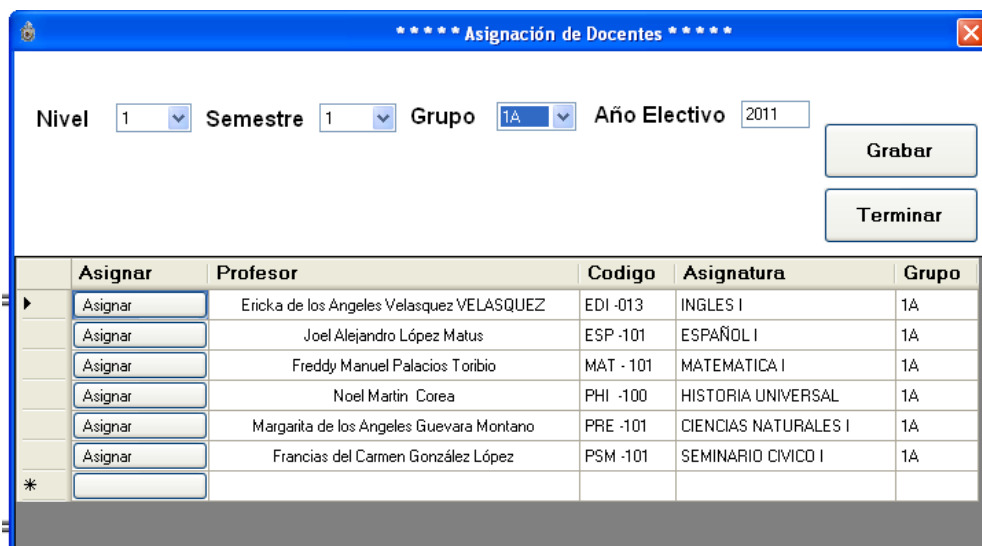 * * * * * Asignación de Docentes * * * * *
Nivel 1 Semestre 1 Grupo 1A Año Electivo 2011
Grabar
Terminar
Asignar Profesor Codigo Asignatura Grupo
Asignar Ericka de los Angeles Velasquez VELASQUEZ EDI -013 INGLES I 1A
Asignar Joel Alejandro López Matus ESP -101 ESPAÑOL I 1A
Asignar Freddy Manuel Palacios Toribio MAT - 101 MATEMATICA I 1A
Asignar Noel Martin Corea PHI -100 HISTORIA UNIVERSAL 1A
Asignar Margarita de los Angeles Guevara Montano PRE -101 CIENCIAS NATURALES I 1A
Asignar Francias del Carmen González López PSM -101 SEMINARIO CIVICO I 1A